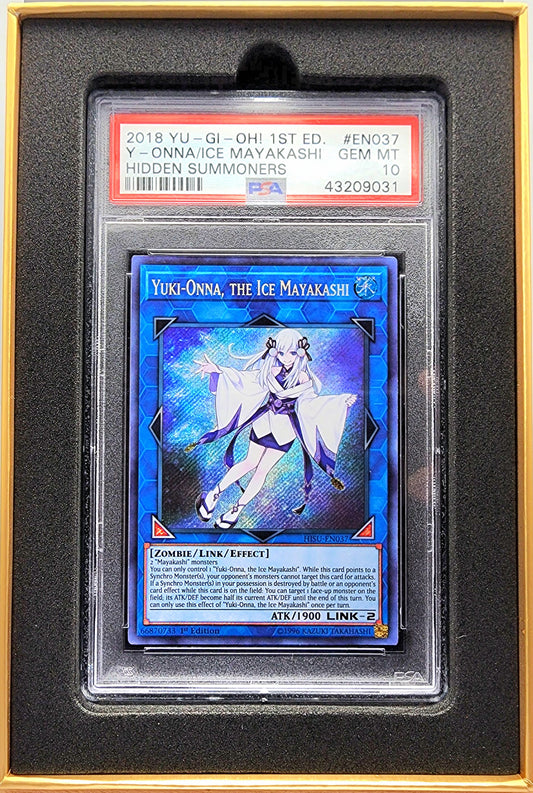 2018 YU-GI-OH! 1ST ED. #EN037
Y-ONNA/ICE MAYAKASHI GEM MT
HIDDEN SUMMONERS 10
PSA 43209031
YUKI-ONNA, THE ICE MAYAKASHI
HISU-EN037
[ZOMBIE/LINK/EFFECT]
2 "Mayakashi" monsters
You can only control 1 "Yuki-Onna, the Ice Mayakashi". While this card points to a
Synchro Monster(s), your opponent's monsters cannot target this card for attacks.
If a Synchro Monster(s) in your possession is destroyed by battle or an opponent's
card effect while this card is on the field: You can target 1 face-up monster on the
field; its ATK/DEF become half its current ATK/DEF until the end of this turn. You
can only use this effect of "Yuki-Onna, the Ice Mayakashi" once per turn.
ATK/1900 LINK-2
66870733 1st Edition ©1996 KAZUKI TAKAHASHI
PSA